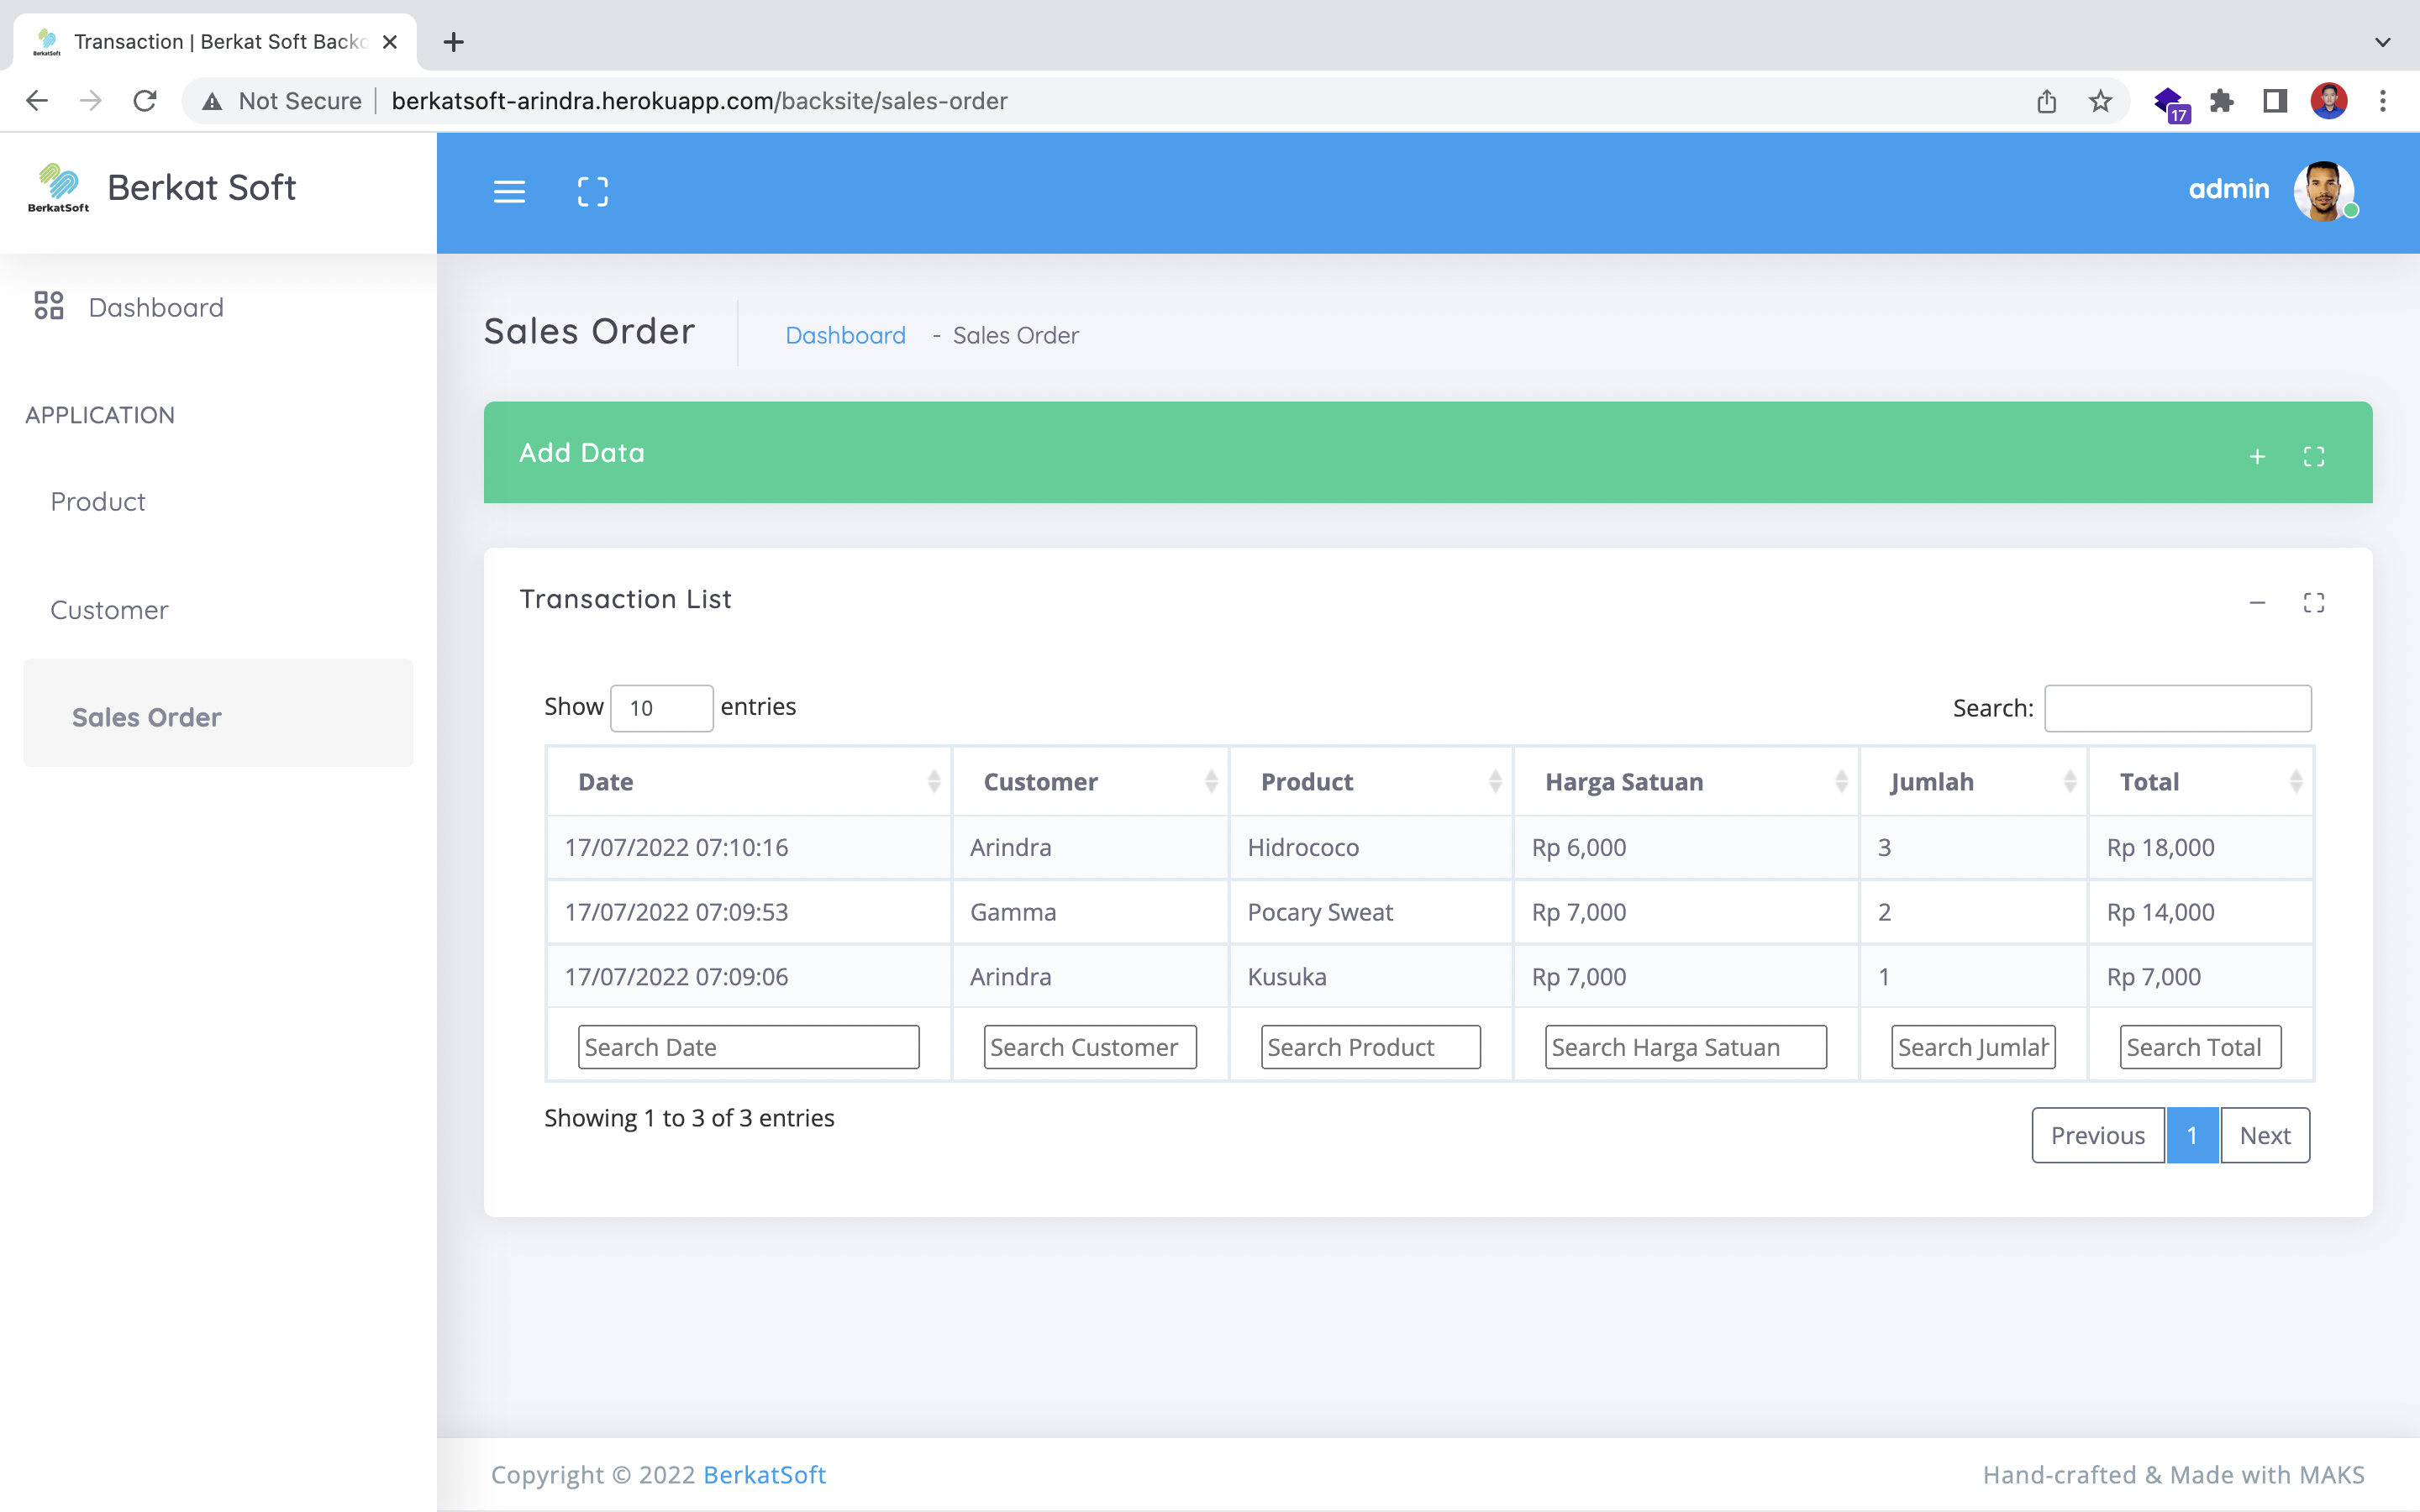 Transaction | Berkat Soft Backo
Not Secure berkatsoft-arindra.herokuapp.com/backsite/sales-order
17
BerkatSoft
Berkat Soft
admin
Dashboard
APPLICATION
Product
Customer
Sales Order
Sales Order Dashboard - Sales Order
Add Data
Transaction List
Show 10 entries Search:
Date Customer Product Harga Satuan Jumlah Total
17/07/2022 07:10:16 Arindra Hidrococo Rp 6,000 3 Rp 18,000
17/07/2022 07:09:53 Gamma Pocary Sweat Rp 7,000 2 Rp 14,000
17/07/2022 07:09:06 Arindra Kusuka Rp 7,000 1 Rp 7,000
Search Date Search Customer Search Product Search Harga Satuan Search Jumlah Search Total
Showing 1 to 3 of 3 entries
Previous 1 Next
Copyright © 2022 BerkatSoft
Hand-crafted & Made with MAKS